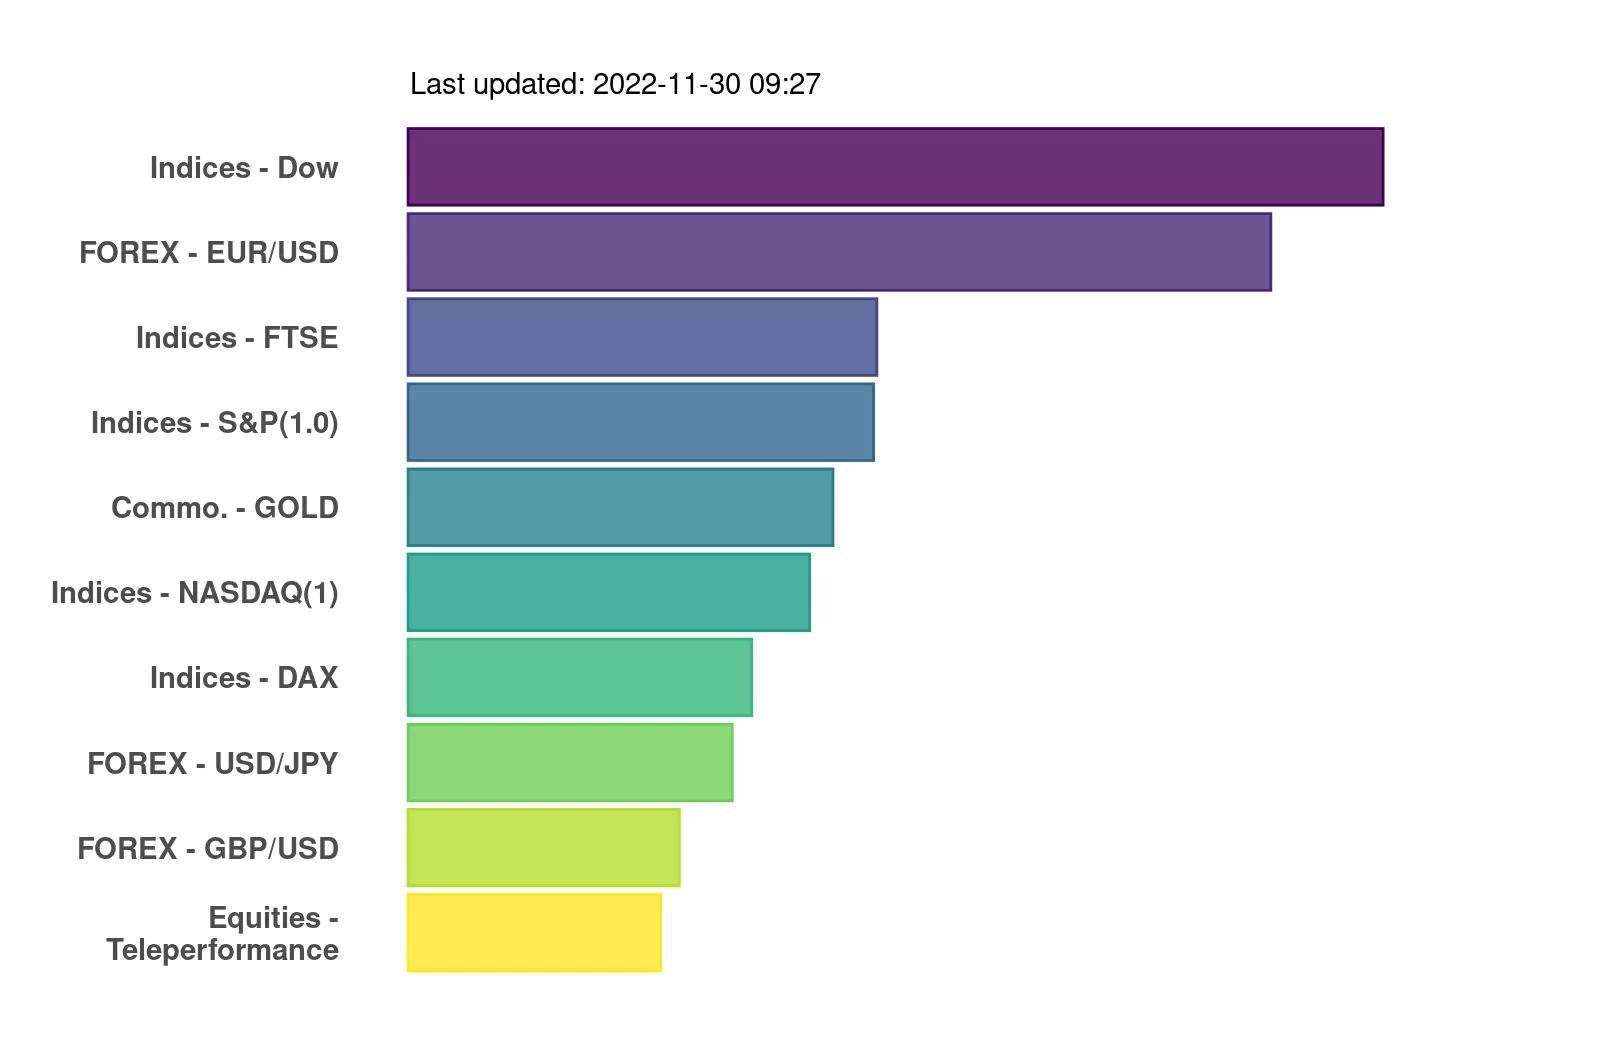 Last updated: 2022-11-30 09:27
Indices - Dow
FOREX - EUR/USD
Indices - FTSE
Indices - S&P(1.0)
Commo. - GOLD
Indices - NASDAQ(1)
Indices - DAX
FOREX - USD/JPY
FOREX - GBP/USD
Equities -
Teleperformance